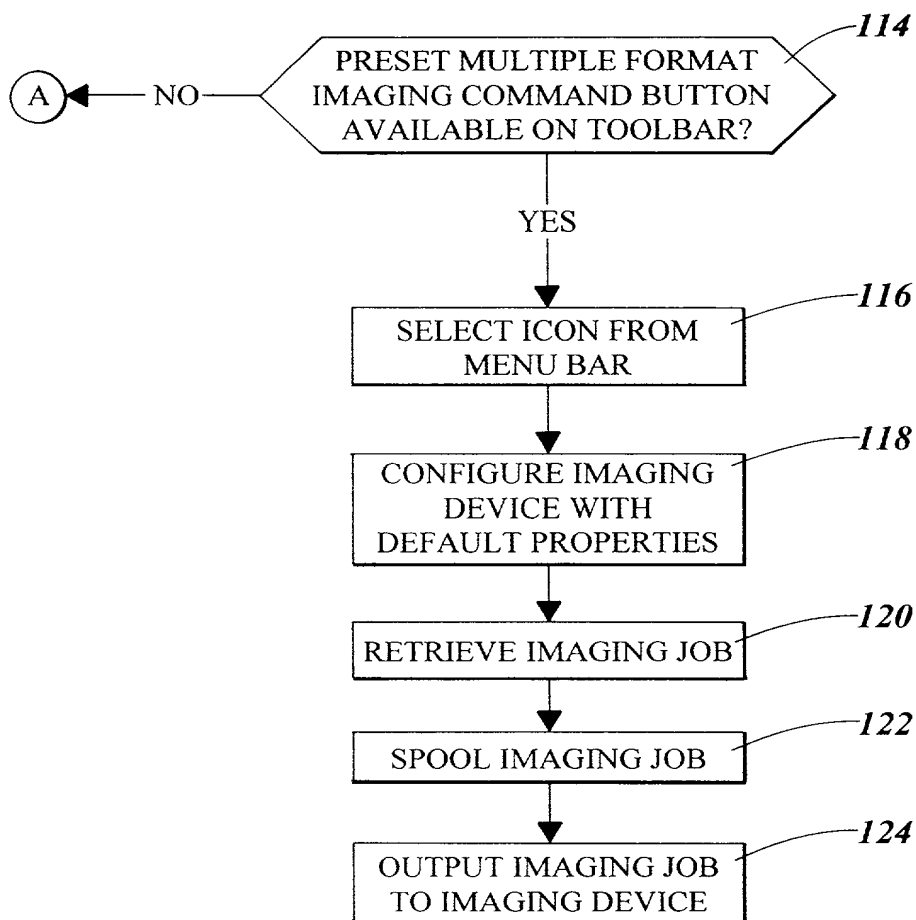 114
PRESET MULTIPLE FORMAT
IMAGING COMMAND BUTTON
AVAILABLE ON TOOLBAR?
A
NO
YES
116
SELECT ICON FROM
MENU BAR
118
CONFIGURE IMAGING
DEVICE WITH
DEFAULT PROPERTIES
120
RETRIEVE IMAGING JOB
122
SPOOL IMAGING JOB
124
OUTPUT IMAGING JOB
TO IMAGING DEVICE